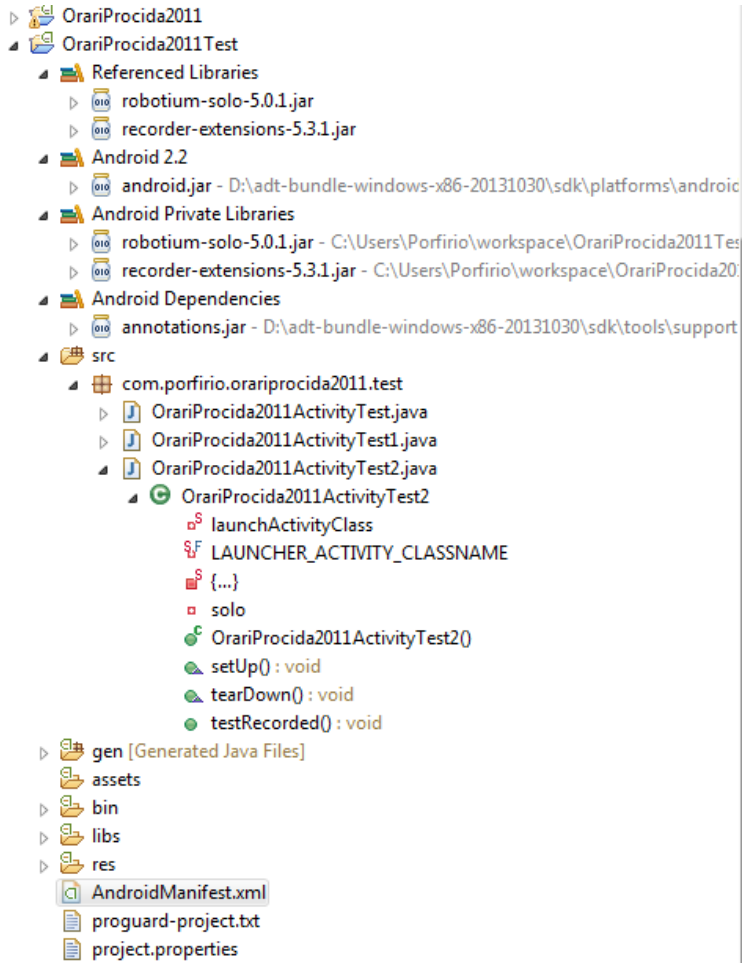 OrariProcida2011
OrariProcida2011Test
Referenced Libraries
robotium-solo-5.0.1.jar
recorder-extensions-5.3.1.jar
Android 2.2
android.jar - D:\adt-bundle-windows-x86-20131030\sdk\platforms\androic
Android Private Libraries
robotium-solo-5.0.1.jar - C:\Users\Porfirio\workspace\OrariProcida2011Tes
recorder-extensions-5.3.1.jar - C:\Users\Porfirio\workspace\OrariProcida20
Android Dependencies
annotations.jar - D:\adt-bundle-windows-x86-20131030\sdk\tools\support
src
com.porfirio.orariprocida2011.test
OrariProcida2011ActivityTest.java
OrariProcida2011ActivityTest1.java
OrariProcida2011ActivityTest2.java
OrariProcida2011ActivityTest2
launchActivityClass
LAUNCHER_ACTIVITY_CLASSNAME
{...}
solo
OrariProcida2011ActivityTest2()
setUp() : void
tearDown() : void
testRecorded() : void
gen [Generated Java Files]
assets
bin
libs
res
AndroidManifest.xml
proguard-project.txt
project.properties